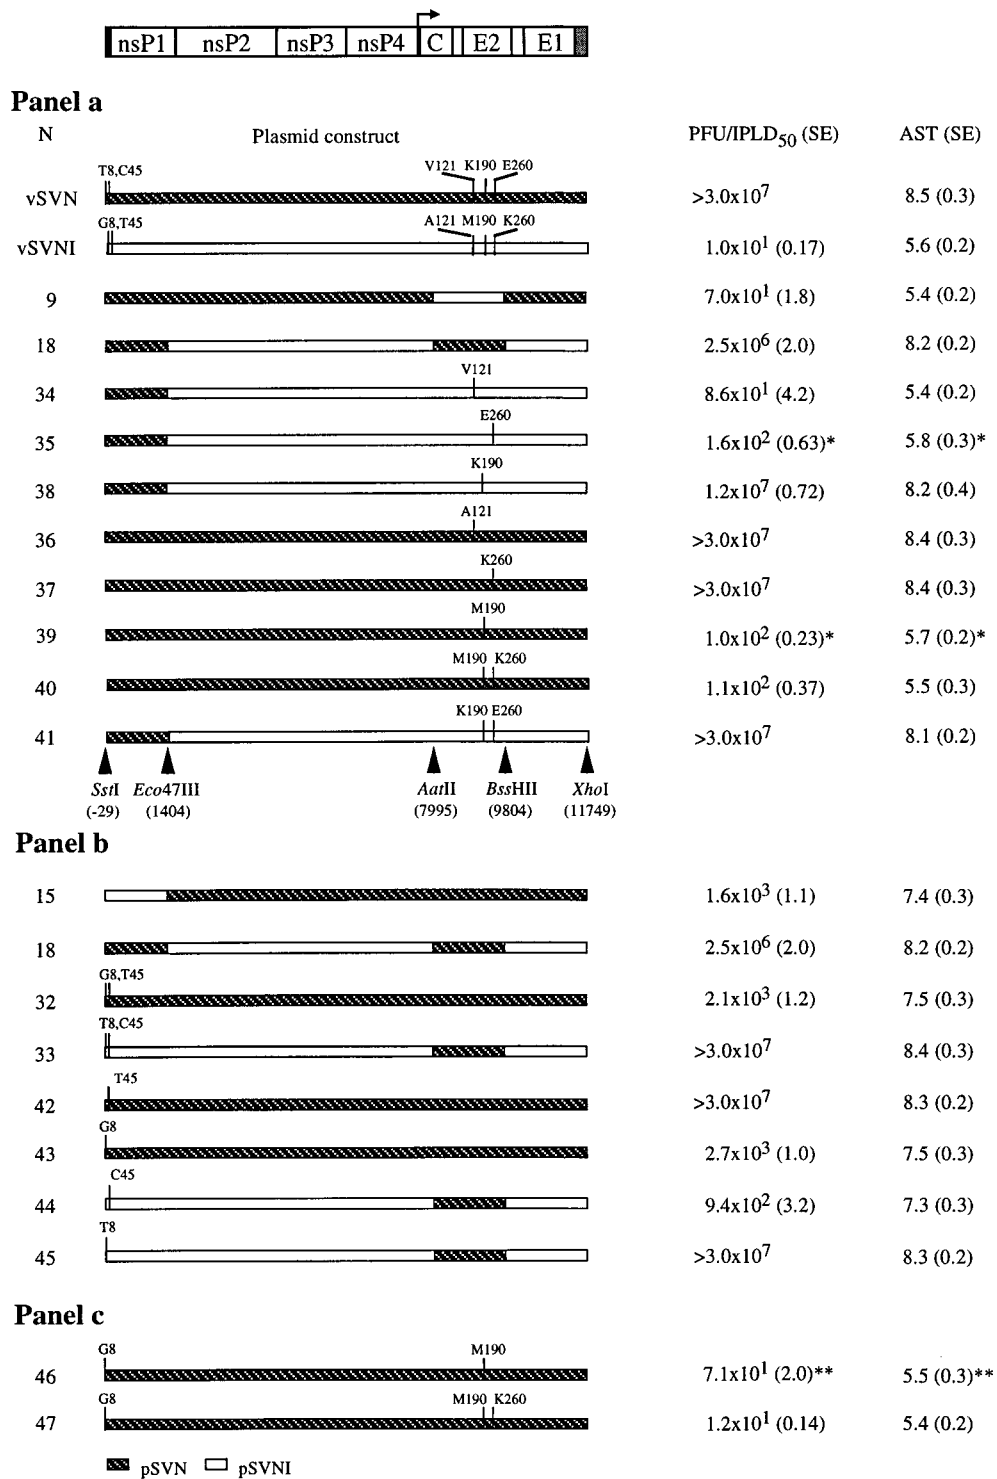 nsP1 nsP2 nsP3 nsP4 C E2 E1
Panel a
N Plasmid construct PFU/IPLD50 (SE) AST (SE)
T8,C45 V121 K190 E260
vSVN >3.0x10^7 8.5 (0.3)
G8,T45 A121 M190 K260
vSVNI 1.0x10^1 (0.17) 5.6 (0.2)
9 7.0x10^1 (1.8) 5.4 (0.2)
18 2.5x10^6 (2.0) 8.2 (0.2)
V121
34 8.6x10^1 (4.2) 5.4 (0.2)
E260
35 1.6x10^2 (0.63)* 5.8 (0.3)*
K190
38 1.2x10^7 (0.72) 8.2 (0.4)
A121
36 >3.0x10^7 8.4 (0.3)
K260
37 >3.0x10^7 8.4 (0.3)
M190
39 1.0x10^2 (0.23)* 5.7 (0.2)*
M190 K260
40 1.1x10^2 (0.37) 5.5 (0.3)
K190 E260
41 >3.0x10^7 8.1 (0.2)
SstI Eco47III AatII BssHII XhoI
(-29) (1404) (7995) (9804) (11749)
Panel b
15 1.6x10^3 (1.1) 7.4 (0.3)
18 2.5x10^6 (2.0) 8.2 (0.2)
G8,T45
32 2.1x10^3 (1.2) 7.5 (0.3)
T8,C45
33 >3.0x10^7 8.4 (0.3)
T45
42 >3.0x10^7 8.3 (0.2)
G8
43 2.7x10^3 (1.0) 7.5 (0.3)
C45
44 9.4x10^2 (3.2) 7.3 (0.3)
T8
45 >3.0x10^7 8.3 (0.2)
Panel c
G8 M190
46 7.1x10^1 (2.0)** 5.5 (0.3)**
G8 M190 K260
47 1.2x10^1 (0.14) 5.4 (0.2)
pSVN pSVNI